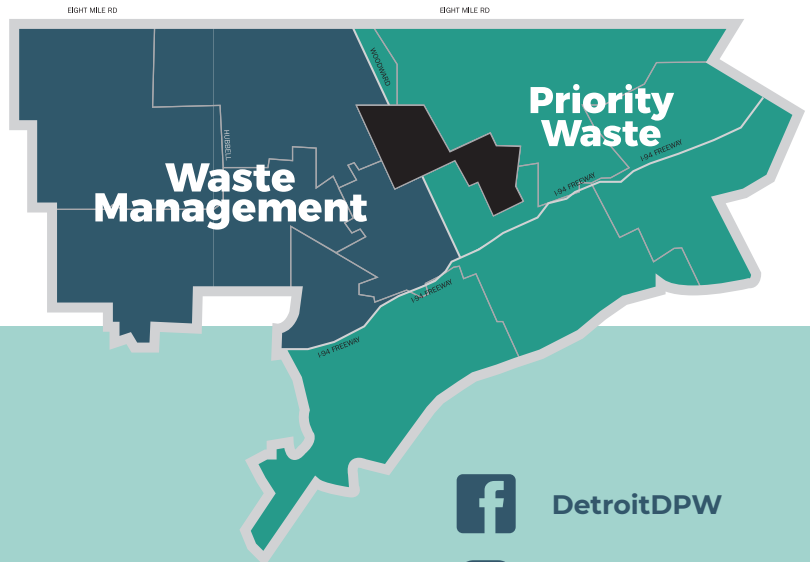 EIGHT MILE RD
EIGHT MILE RD
WOODWARD
Priority
Waste
HUBBELL
I-94 FREEWAY
Waste
Management
I-94 FREEWAY
I-94 FREEWAY
I-94 FREEWAY
DetroitDPW